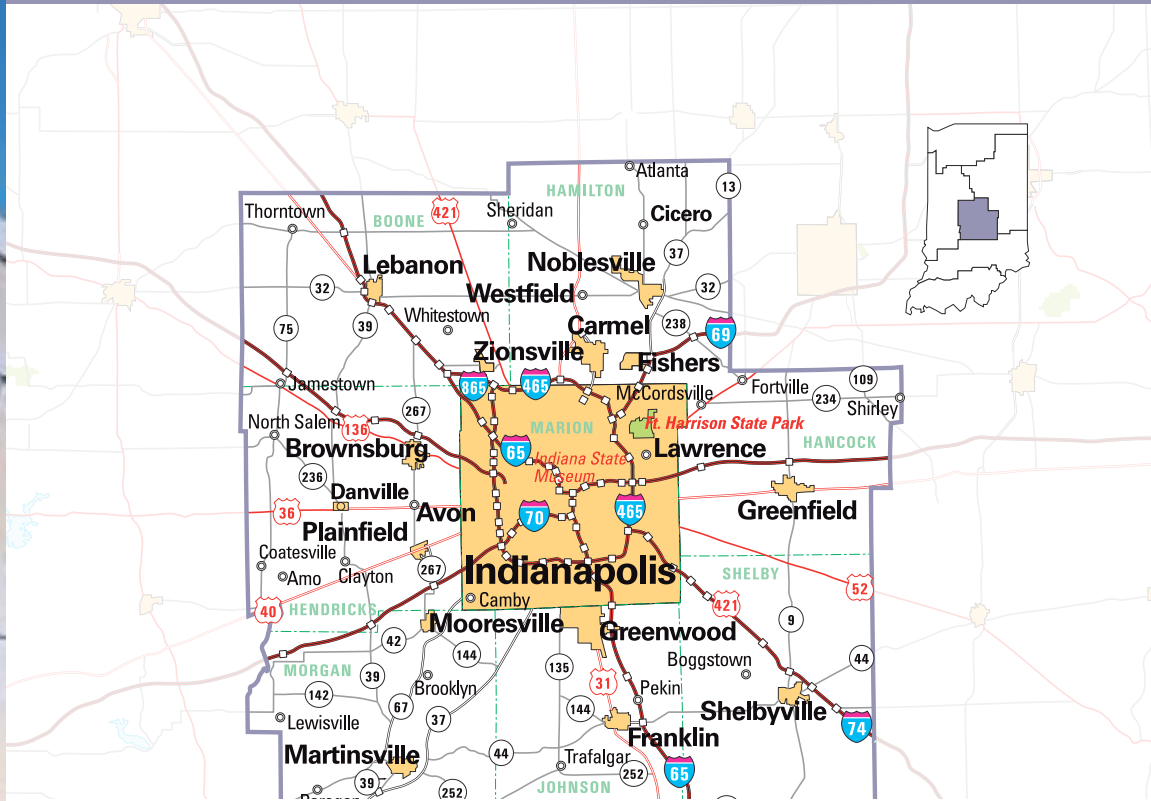 Atlanta
HAMILTON
13
Thorntown
BOONE
421
Sheridan
Cicero
37
Lebanon
Noblesville
32
Westfield
32
75
39
Whitestown
Carmel
238
69
Zionsville
Fishers
865
465
Jamestown
McCordsville
Fortville
109
234
Shirley
267
North Salem
136
MARION
Ft. Harrison State Park
HANCOCK
Brownsburg
65
Indiana State
Museum
Lawrence
236
Danville
36
Avon
70
465
Greenfield
Plainfield
Coatesville
Amo
Clayton
267
Indianapolis
SHELBY
52
40
HENDRICKS
Camby
421
9
Mooresville
Greenwood
42
144
135
Boggstown
44
MORGAN
39
31
Brooklyn
Pekin
142
67
37
144
Shelbyville
Lewisville
74
Franklin
Martinsville
44
Trafalgar
252
65
39
252
JOHNSON